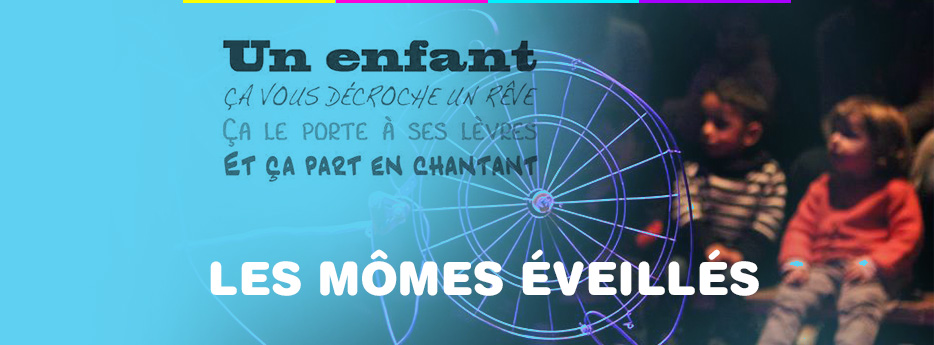 Un enfant
ÇA VOUS DÉCROCHE UN RÊVE
ÇA LE PORTE À SES LÈVRES
ET ÇA PART EN CHANTANT
LES MÔMES ÉVEILLÉS